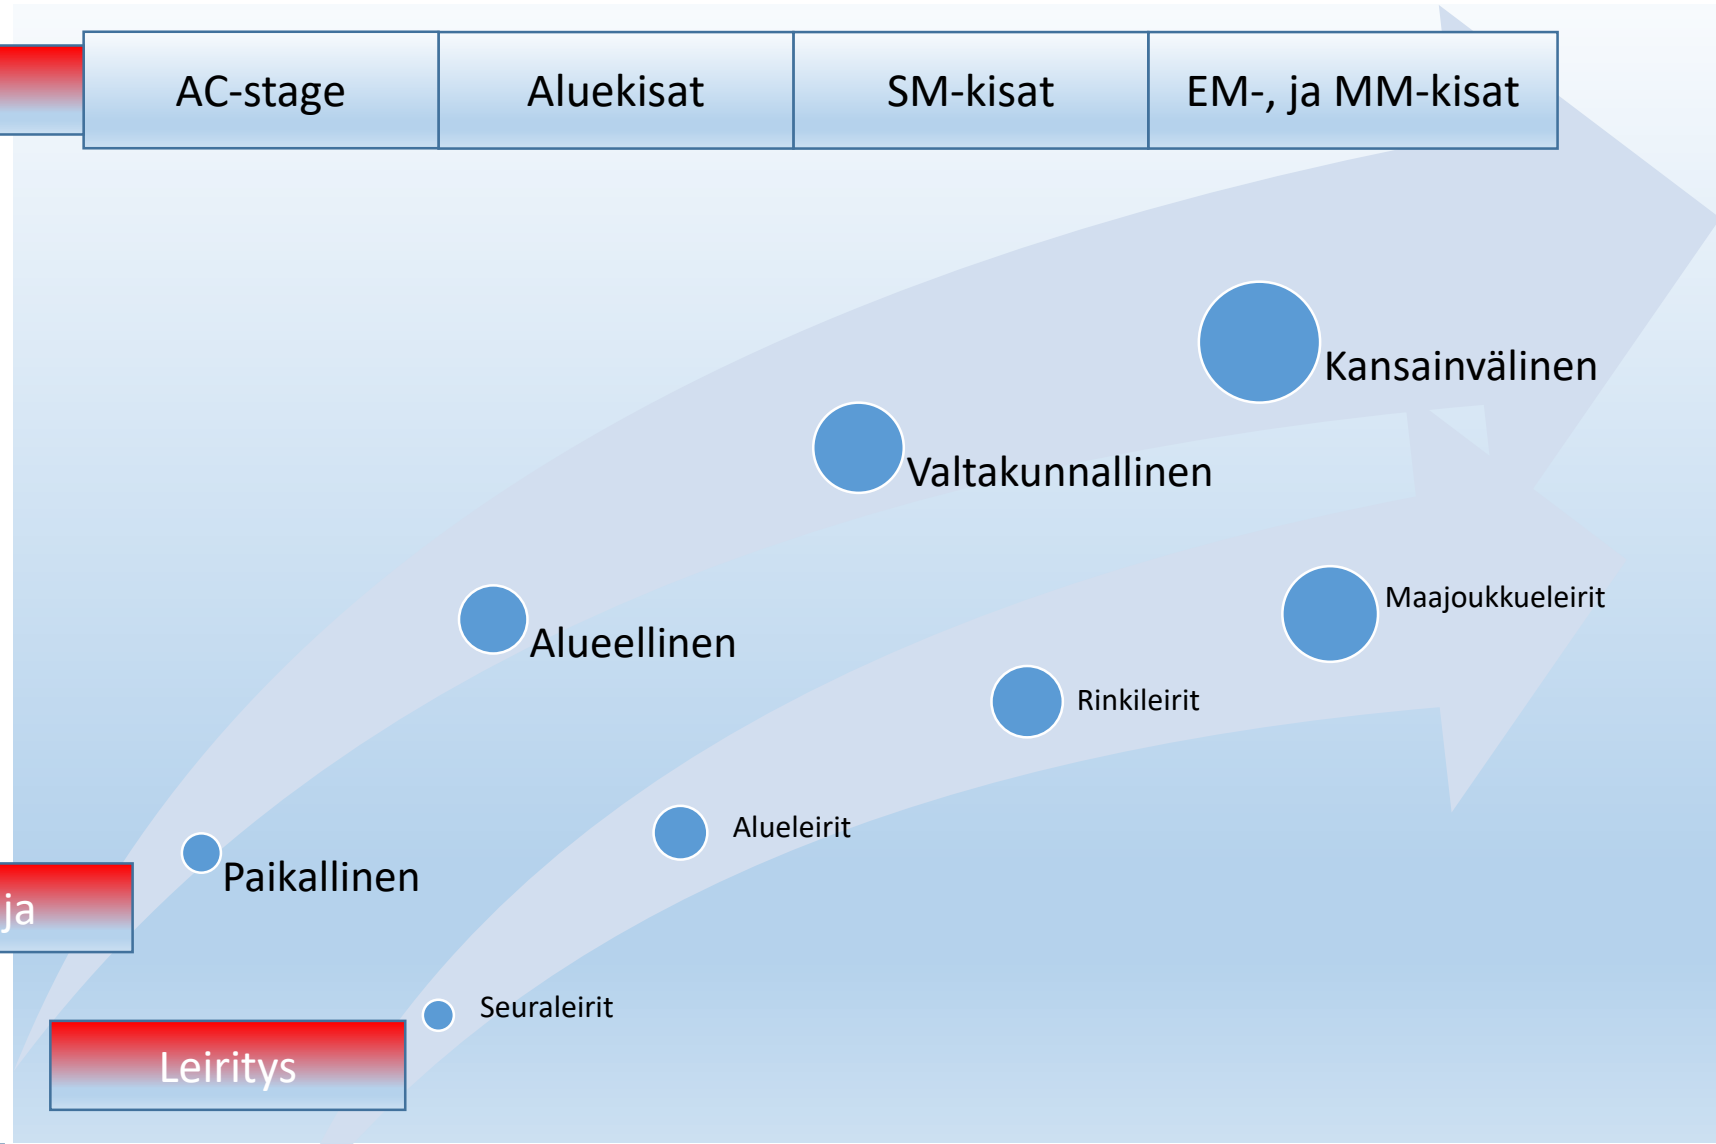 AC-stage
Aluekisat
SM-kisat
EM-, ja MM-kisat
Kansainvälinen
Valtakunnallinen
Maajoukkueleirit
Alueellinen
Rinkileirit
Alueleirit
Paikallinen
ja
Seuraleirit
Leiritys